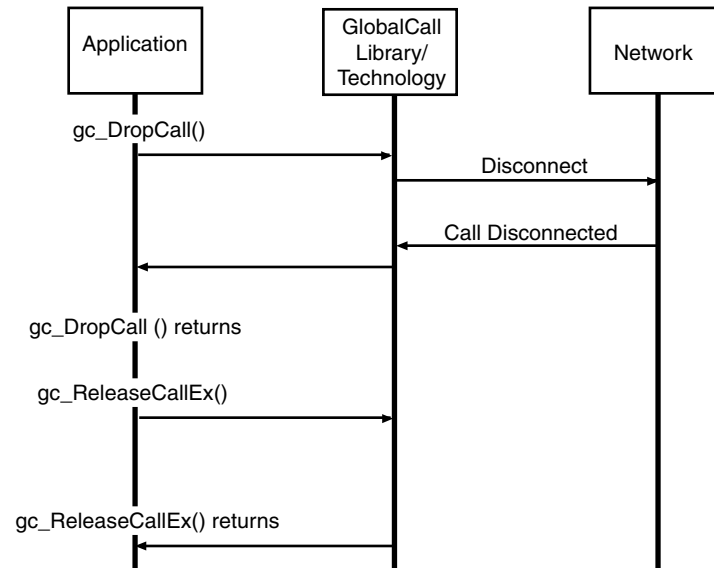 Application
GlobalCall
Library/
Technology
Network
gc_DropCall()
Disconnect
Call Disconnected
gc_DropCall () returns
gc_ReleaseCallEx()
gc_ReleaseCallEx() returns